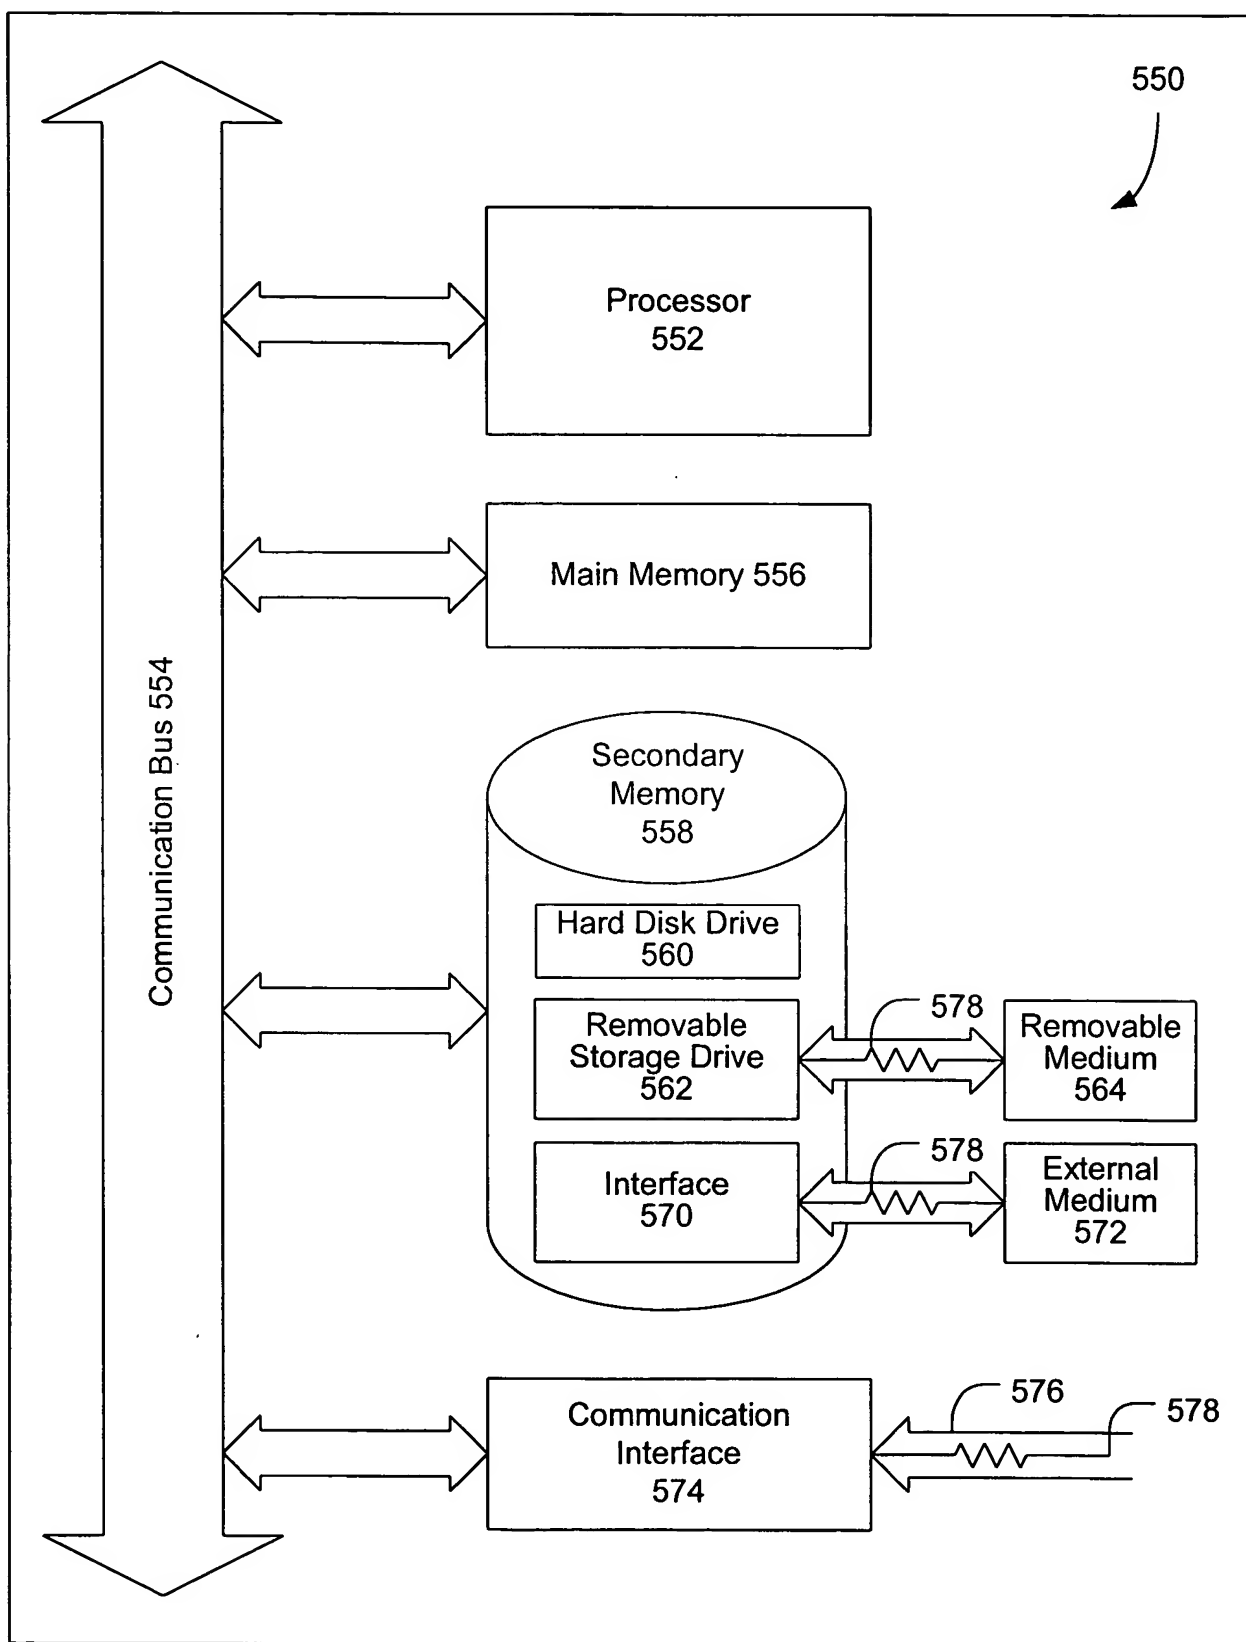 550
Processor
552
Main Memory 556
Communication Bus 554
Secondary
Memory
558
Hard Disk Drive
560
Removable
Storage Drive
562
578
Removable
Medium
564
Interface
570
578
External
Medium
572
Communication
Interface
574
576
578